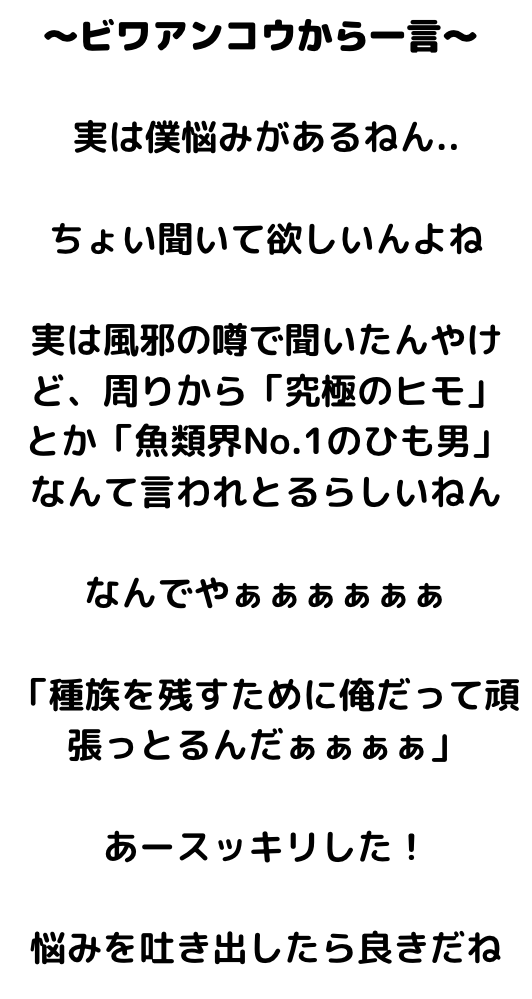 〜ビワアンコウから一言〜
実は僕悩みがあるねん..
ちょい聞いて欲しいんよね
実は風邪の噂で聞いたんやけ
ど、周りから「究極のヒモ」
とか「魚類界No.1のひも男」
なんて言われとるらしいねん
なんでやぁぁぁぁぁぁ
「種族を残すために俺だって頑
張っとるんだぁぁぁぁ」
あースッキリした！
悩みを吐き出したら良きだね